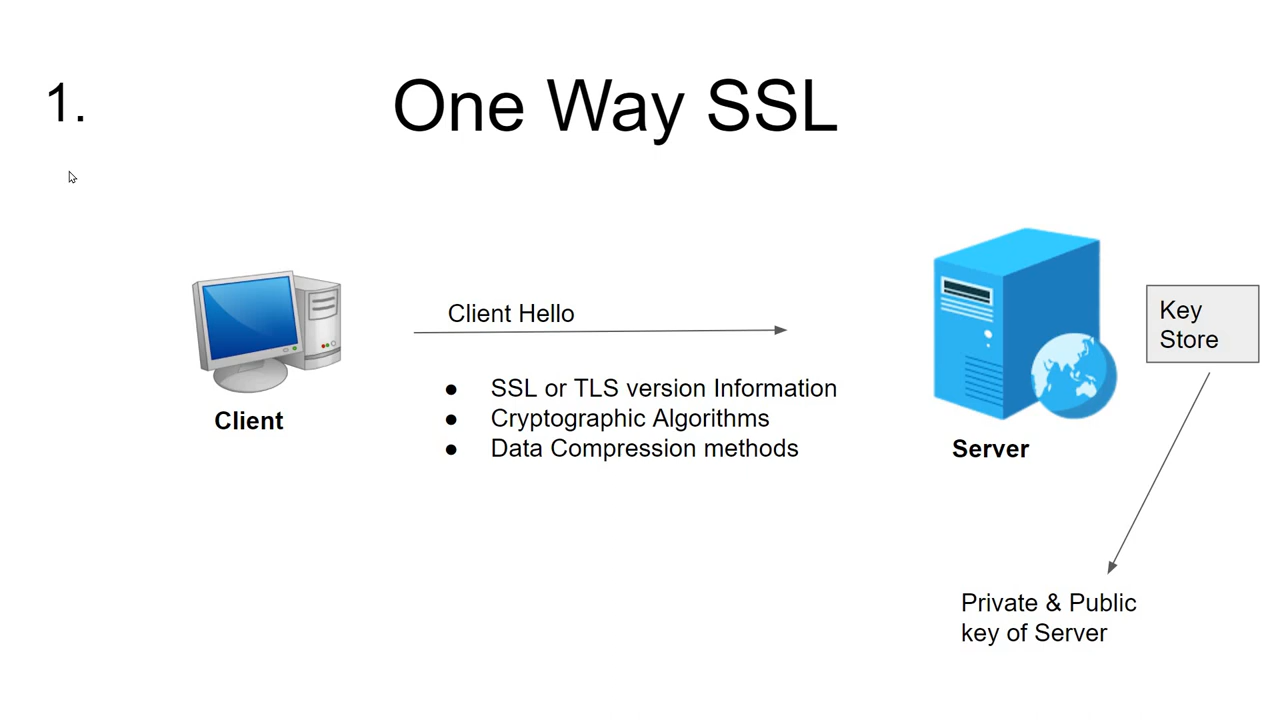 1.
One Way SSL
Client Hello
● SSL or TLS version Information
● Cryptographic Algorithms
● Data Compression methods
Client
Server
Key
Store
Private & Public
key of Server